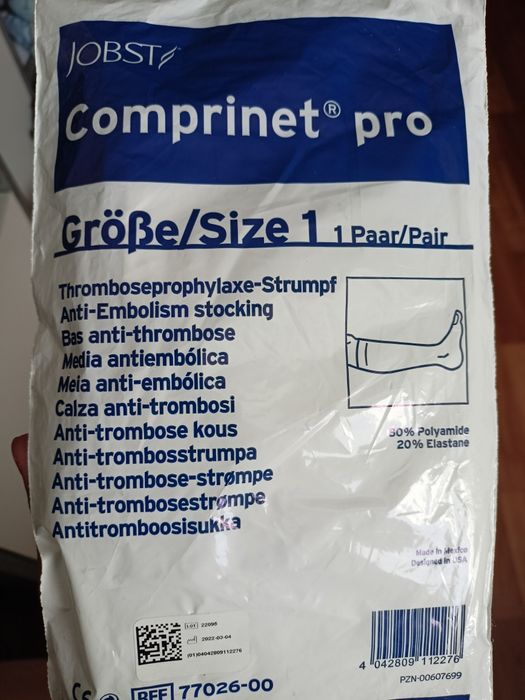 JOBST
Comprinet® pro
Größe/Size 1 1 Paar/Pair
Thromboseprophylaxe-Strumpf
Anti-Embolism stocking
Bas anti-thrombose
Media antiembólica
Meia anti-embólica
Calza anti-trombosi
Anti-trombose kous
Anti-trombosstrumpa
Anti-trombose-strømpe
Anti-trombosestrømpe
Antitromboosisukka
80% Polyamide
20% Elastane
Made in Mexico
Designed in USA
LOT 22098
2022-03-04
(01)04042809112276
4 042809 112276
PZN-00607699
CE REF 77026-00